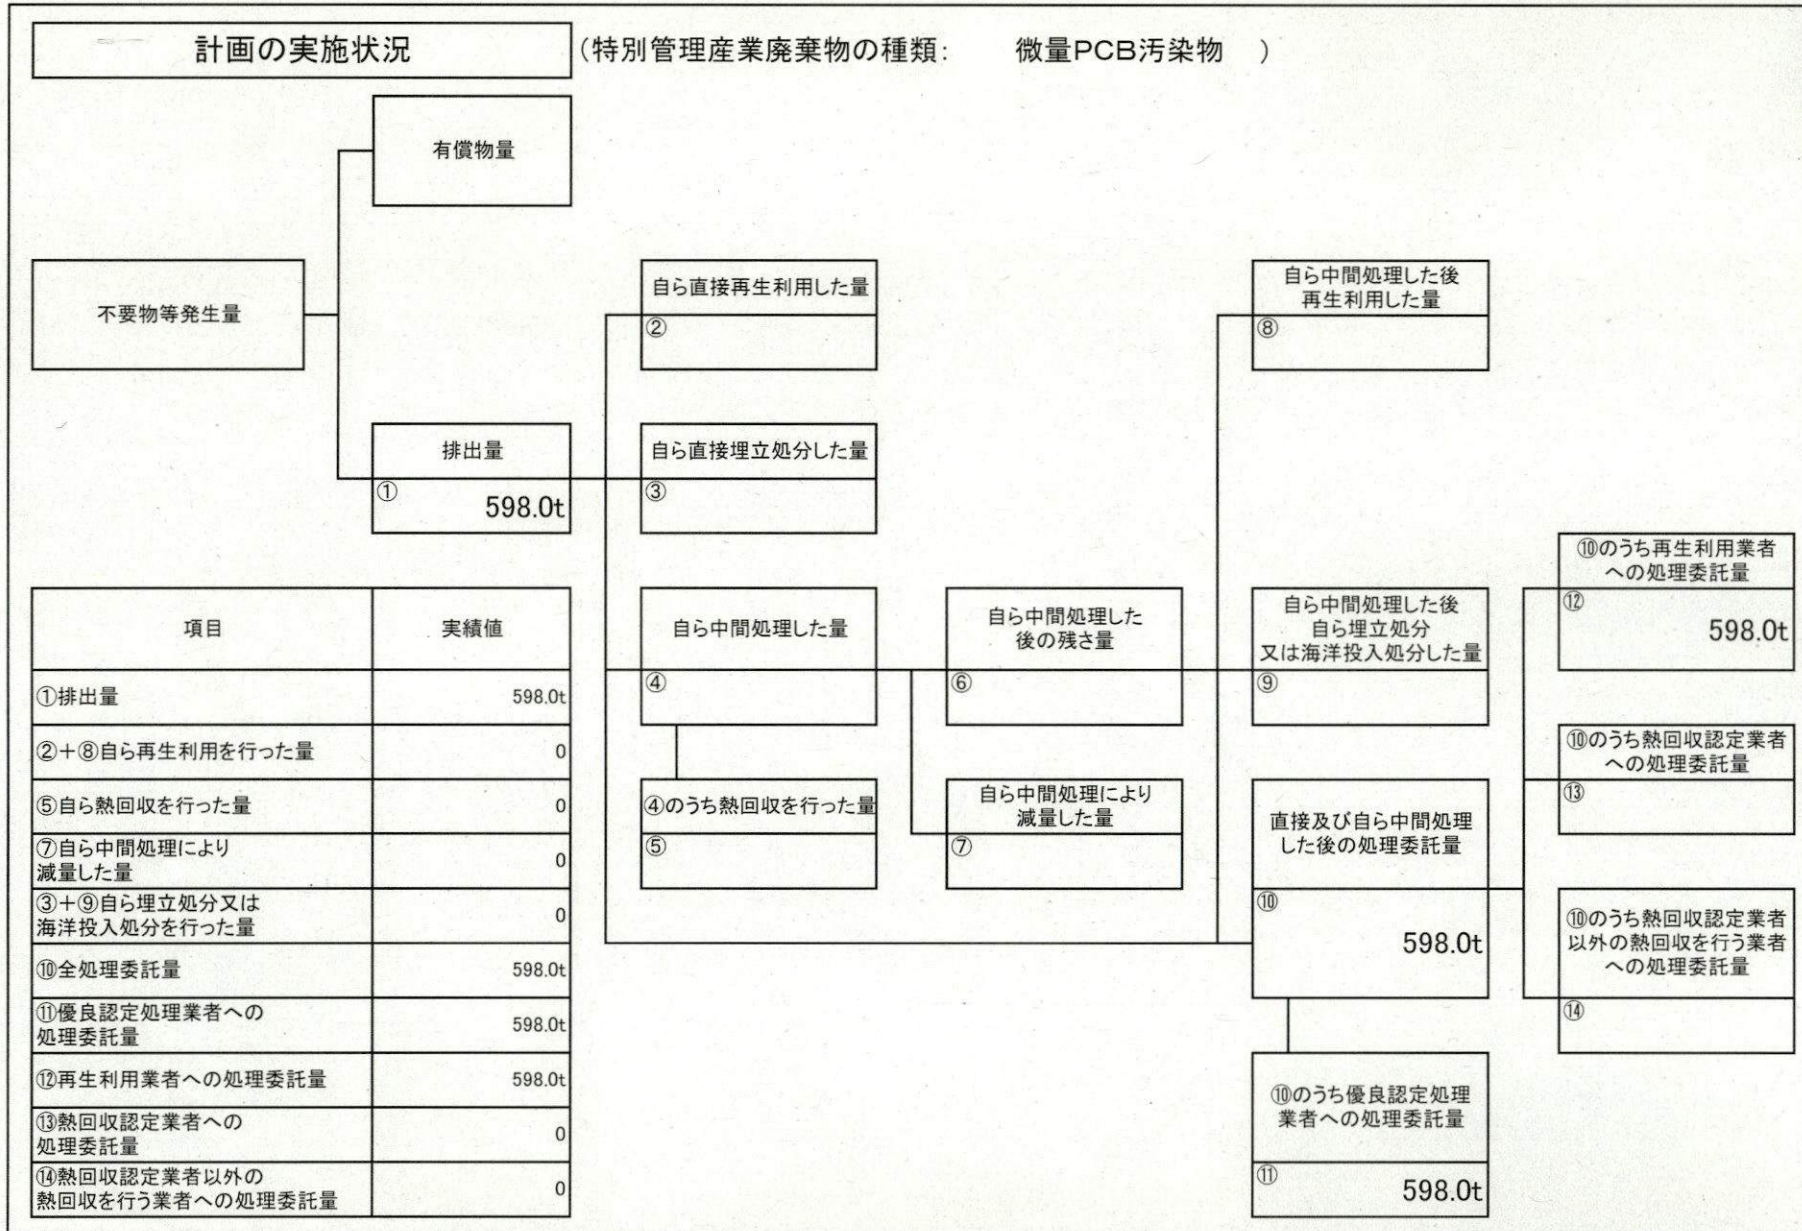 計画の実施状況
(特別管理産業廃棄物の種類: 微量PCB汚染物 )
有償物量
不要物等発生量
排出量
①
598.0t
自ら直接再生利用した量
②
自ら直接埋立処分した量
③
自ら中間処理した量
④
④のうち熱回収を行った量
⑤
自ら中間処理した
後の残さ量
⑥
自ら中間処理により
減量した量
⑦
自ら中間処理した後
再生利用した量
⑧
自ら中間処理した後
自ら埋立処分
又は海洋投入処分した量
⑨
直接及び自ら中間処理
した後の処理委託量
⑩
598.0t
⑩のうち優良認定処理
業者への処理委託量
⑪
598.0t
⑩のうち再生利用業者
への処理委託量
⑫
598.0t
⑩のうち熱回収認定業者
への処理委託量
⑬
⑩のうち熱回収認定業者
以外の熱回収を行う業者
への処理委託量
⑭
項目 実績値
①排出量 598.0t
②+⑧自ら再生利用を行った量 0
⑤自ら熱回収を行った量 0
⑦自ら中間処理により
減量した量 0
③+⑨自ら埋立処分又は
海洋投入処分を行った量 0
⑩全処理委託量 598.0t
⑪優良認定処理業者への
処理委託量 598.0t
⑫再生利用業者への処理委託量 598.0t
⑬熱回収認定業者への
処理委託量 0
⑭熱回収認定業者以外の
熱回収を行う業者への処理委託量 0